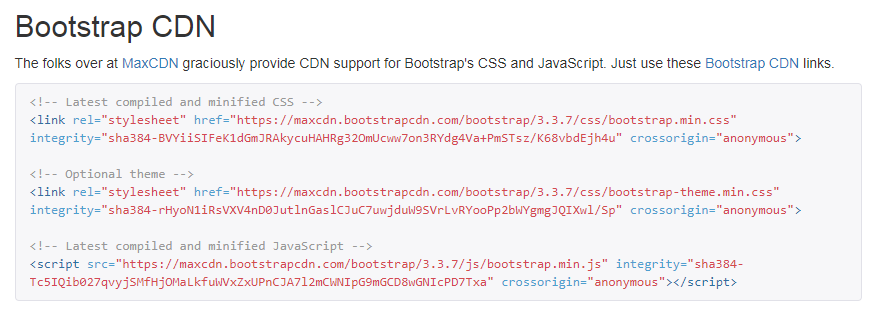 Bootstrap CDN
The folks over at MaxCDN graciously provide CDN support for Bootstrap's CSS and JavaScript. Just use these Bootstrap CDN links.
<!-- Latest compiled and minified CSS -->
<link rel="stylesheet" href="https://maxcdn.bootstrapcdn.com/bootstrap/3.3.7/css/bootstrap.min.css"
integrity="sha384-BVYiiSIFeK1dGmJRAkycuHAHRg32OmUcww7on3RYdg4Va+PmSTsz/K68vbdEjh4u" crossorigin="anonymous">
<!-- Optional theme -->
<link rel="stylesheet" href="https://maxcdn.bootstrapcdn.com/bootstrap/3.3.7/css/bootstrap-theme.min.css"
integrity="sha384-rHyoN1iRsVXV4nD0JutlnGaslCJuC7uwjduW9SVrLvRYooPp2bWYgmgJQIXwl/Sp" crossorigin="anonymous">
<!-- Latest compiled and minified JavaScript -->
<script src="https://maxcdn.bootstrapcdn.com/bootstrap/3.3.7/js/bootstrap.min.js" integrity="sha384-
Tc5IQib027qvyjSMfHjOMaLkfuWVxZxUPnCJA7l2mCWNIpG9mGCD8wGNIcPD7Txa" crossorigin="anonymous"></script>